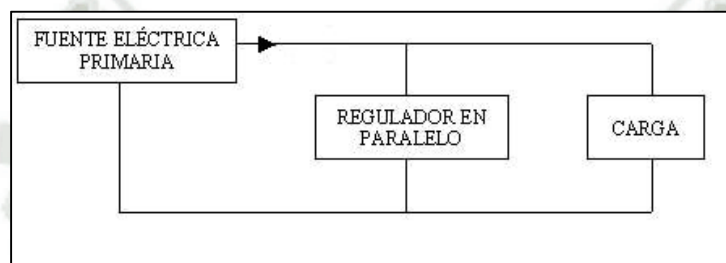 FUENTE ELÉCTRICA
PRIMARIA
REGULADOR EN
PARALELO
CARGA